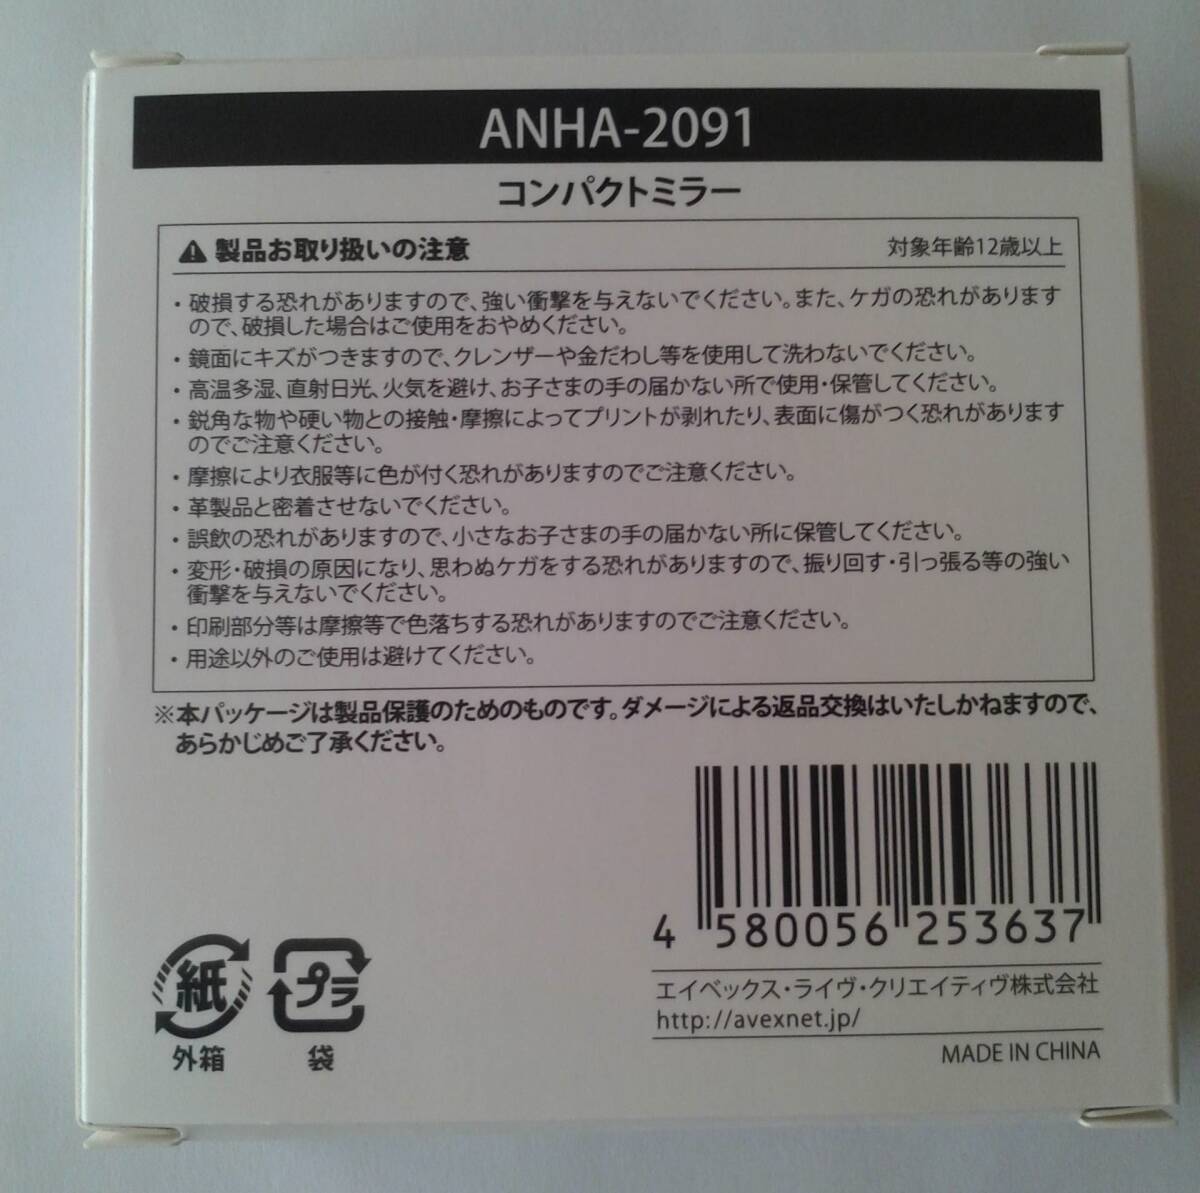 ANHA-2091
コンパクトミラー
製品お取り扱いの注意 対象年齢12歳以上
・破損する恐れがありますので、強い衝撃を与えないでください。また、ケガの恐れがあります
ので、破損した場合はご使用をおやめください。
・鏡面にキズがつきますので、クレンザーや金だわし等を使用して洗わないでください。
・高温多湿、直射日光、火気を避け、お子さまの手の届かない所で使用・保管してください。
・鋭角な物や硬い物との接触・摩擦によってプリントが剥れたり、表面に傷がつく恐れがあります
のでご注意ください。
・摩擦により衣服等に色が付く恐れがありますのでご注意ください。
・革製品と密着させないでください。
・誤飲の恐れがありますので、小さなお子さまの手の届かない所に保管してください。
・変形・破損の原因になり、思わぬケガをする恐れがありますので、振り回す・引っ張る等の強い
衝撃を与えないでください。
・印刷部分等は摩擦等で色落ちする恐れがありますのでご注意ください。
・用途以外のご使用は避けてください。
※本パッケージは製品保護のためのものです。ダメージによる返品交換はいたしかねますので、
あらかじめご了承ください。
4 580056 253637
紙 プラ
外箱 袋
エイベックス・ライヴ・クリエイティヴ株式会社
http://avexnet.jp/
MADE IN CHINA